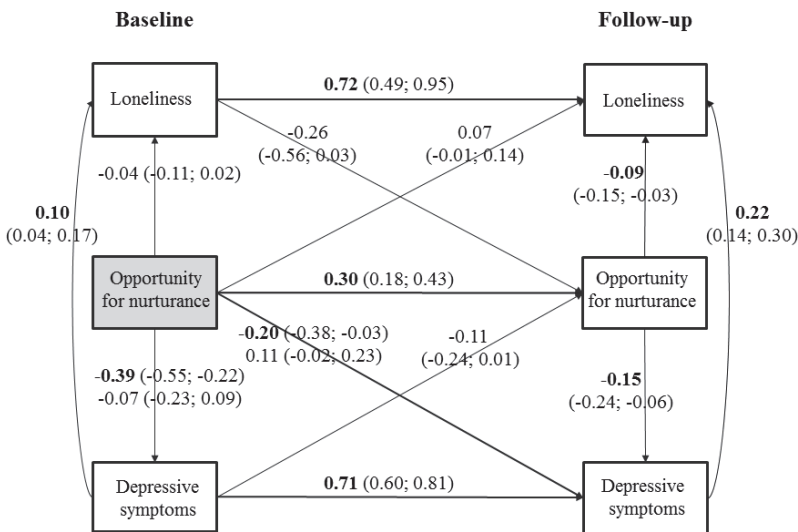 Baseline
Follow-up
Loneliness
0.72 (0.49; 0.95)
Loneliness
-0.26
(-0.56; 0.03)
0.07
(-0.01; 0.14)
-0.04 (-0.11; 0.02)
-0.09
(-0.15; -0.03)
0.10
(0.04; 0.17)
0.22
(0.14; 0.30)
Opportunity
for nurturance
0.30 (0.18; 0.43)
Opportunity
for nurturance
-0.20 (-0.38; -0.03)
0.11 (-0.02; 0.23)
-0.11
(-0.24; 0.01)
-0.39 (-0.55; -0.22)
-0.07 (-0.23; 0.09)
-0.15
(-0.24; -0.06)
Depressive
symptoms
0.71 (0.60; 0.81)
Depressive
symptoms